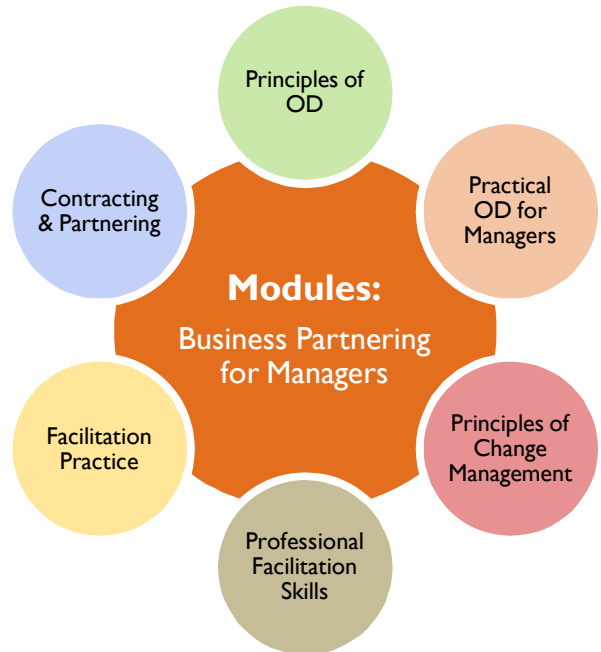 Principles of
OD
Practical
OD for
Managers
Principles of
Change
Management
Professional
Facilitation
Skills
Facilitation
Practice
Contracting
& Partnering
Modules:
Business Partnering
for Managers